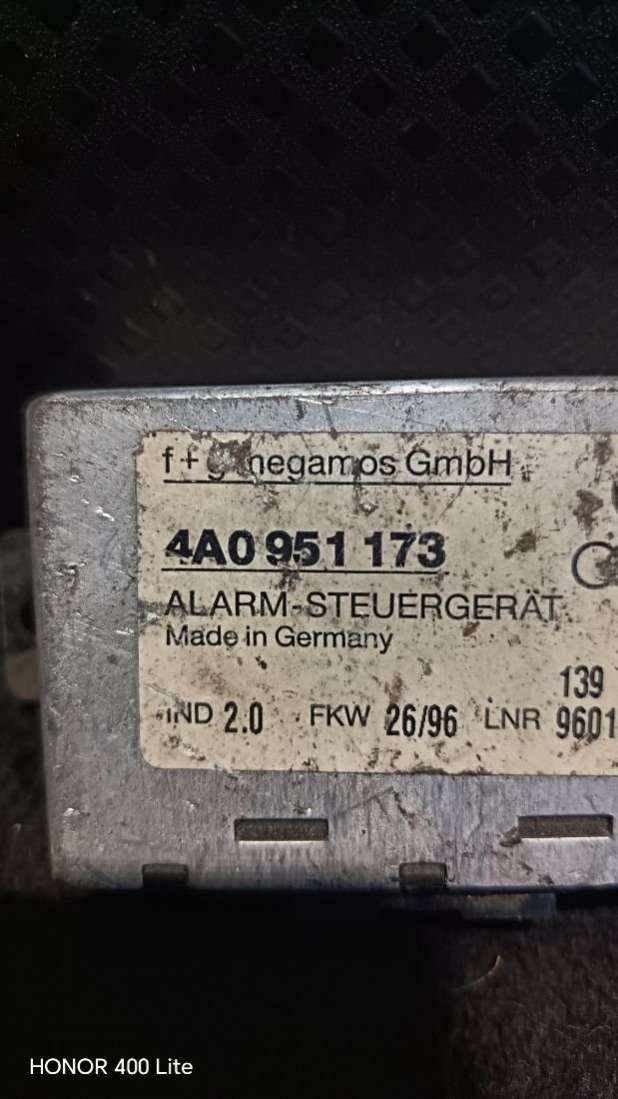 f + g megamos GmbH
4A0 951 173
ALARM-STEUERGERÄT
Made in Germany
139
IND 2.0 FKW 26/96 LNR 9601
HONOR 400 Lite